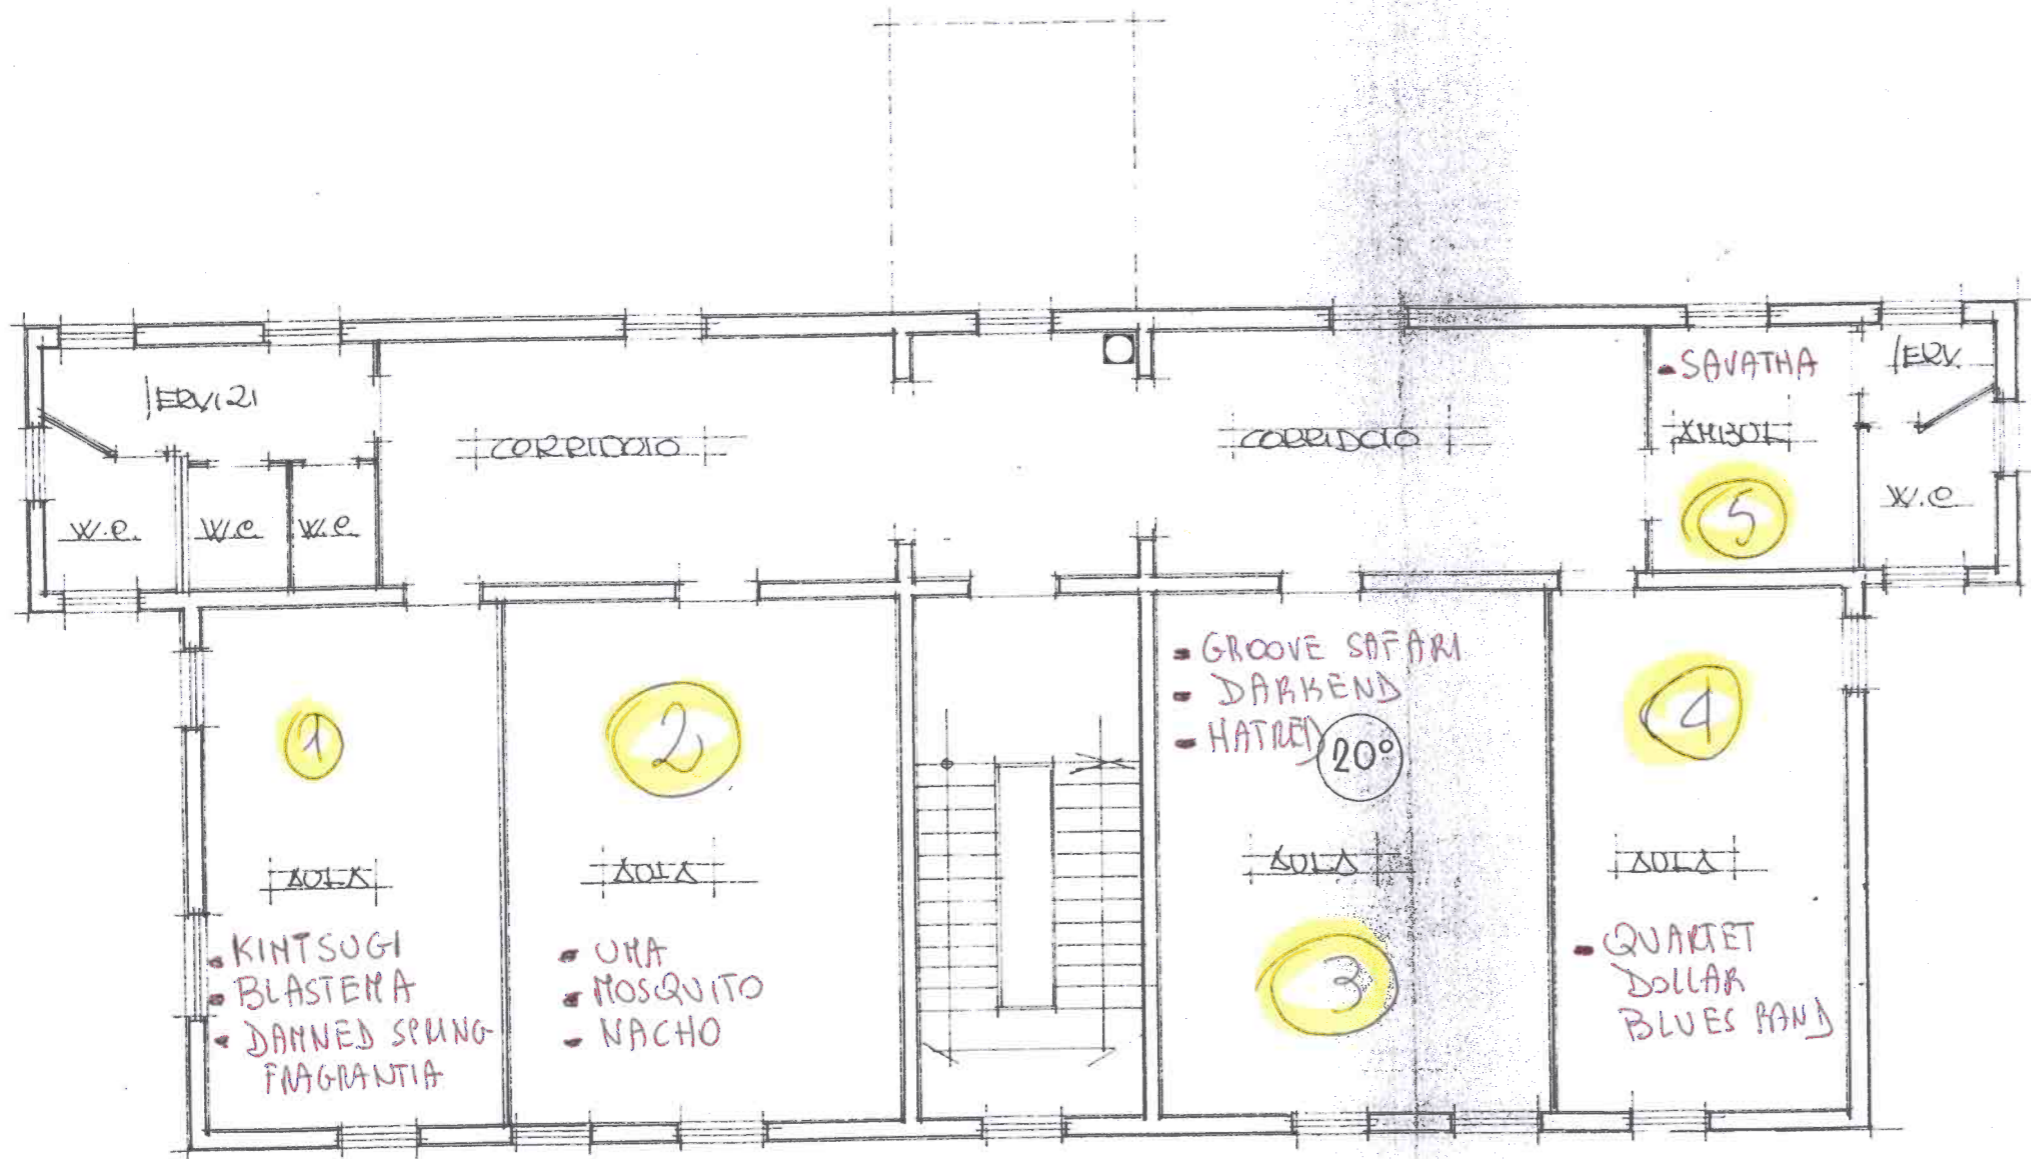 SERVIZI
CORRIDOIO
CORRIDOIO
- SAVATHA
AMBUL
SERV.
W.C.
W.C
W.C
5
W.C
1
AULA
- KINTSUGI
- BLASTEMA
- DAMNED SPRING
FRAGRANTIA
2
AULA
- UMA
- MOSQUITO
- NACHO
- GROOVE SAFARI
- DARKEND
- HATRED
20°
AULA
3
4
AULA
- QUARTET
DOLLAR
BLUES BAND